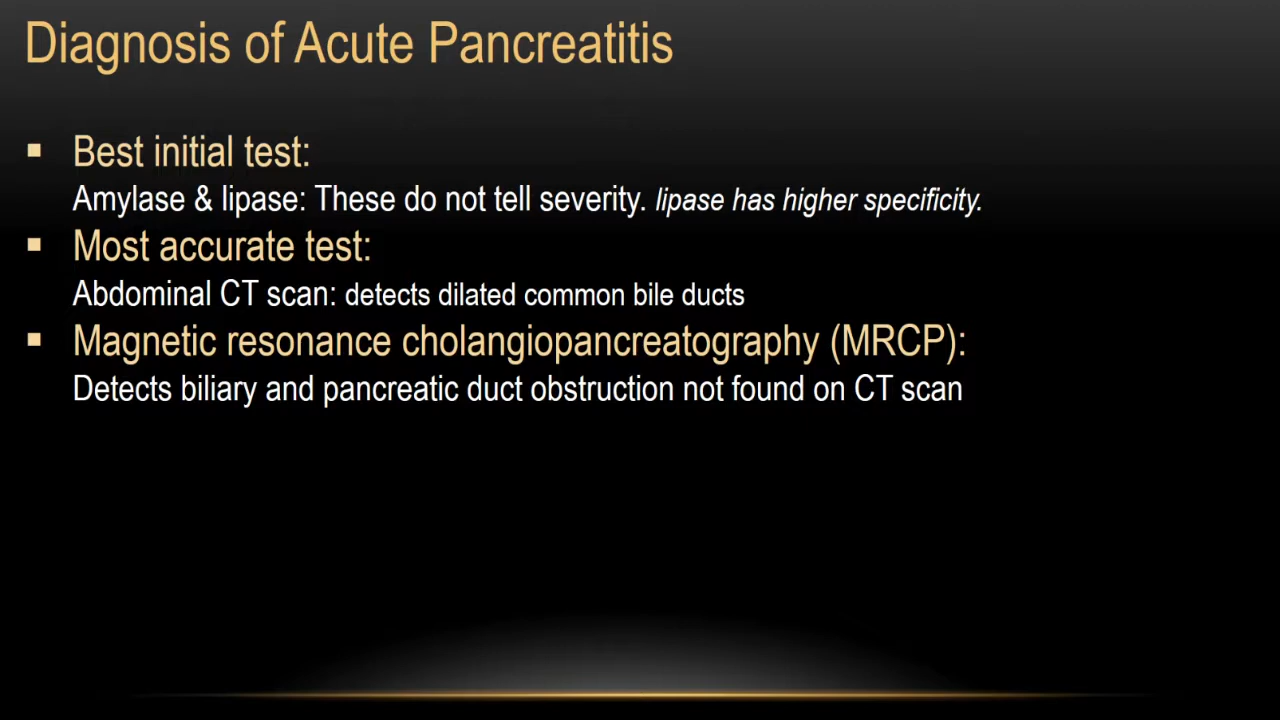 Diagnosis of Acute Pancreatitis
▪ Best initial test:
Amylase & lipase: These do not tell severity. lipase has higher specificity.
▪ Most accurate test:
Abdominal CT scan: detects dilated common bile ducts
▪ Magnetic resonance cholangiopancreatography (MRCP):
Detects biliary and pancreatic duct obstruction not found on CT scan